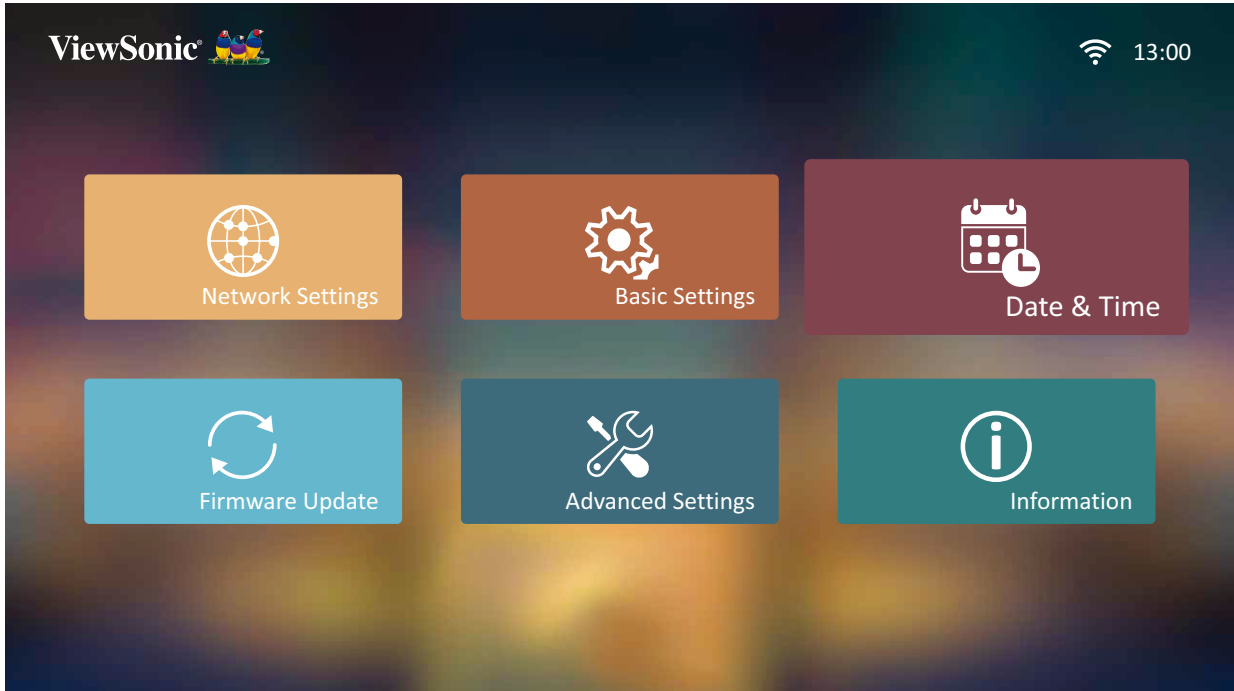 ViewSonic®
13:00
Network Settings
Basic Settings
Date & Time
Firmware Update
Advanced Settings
Information